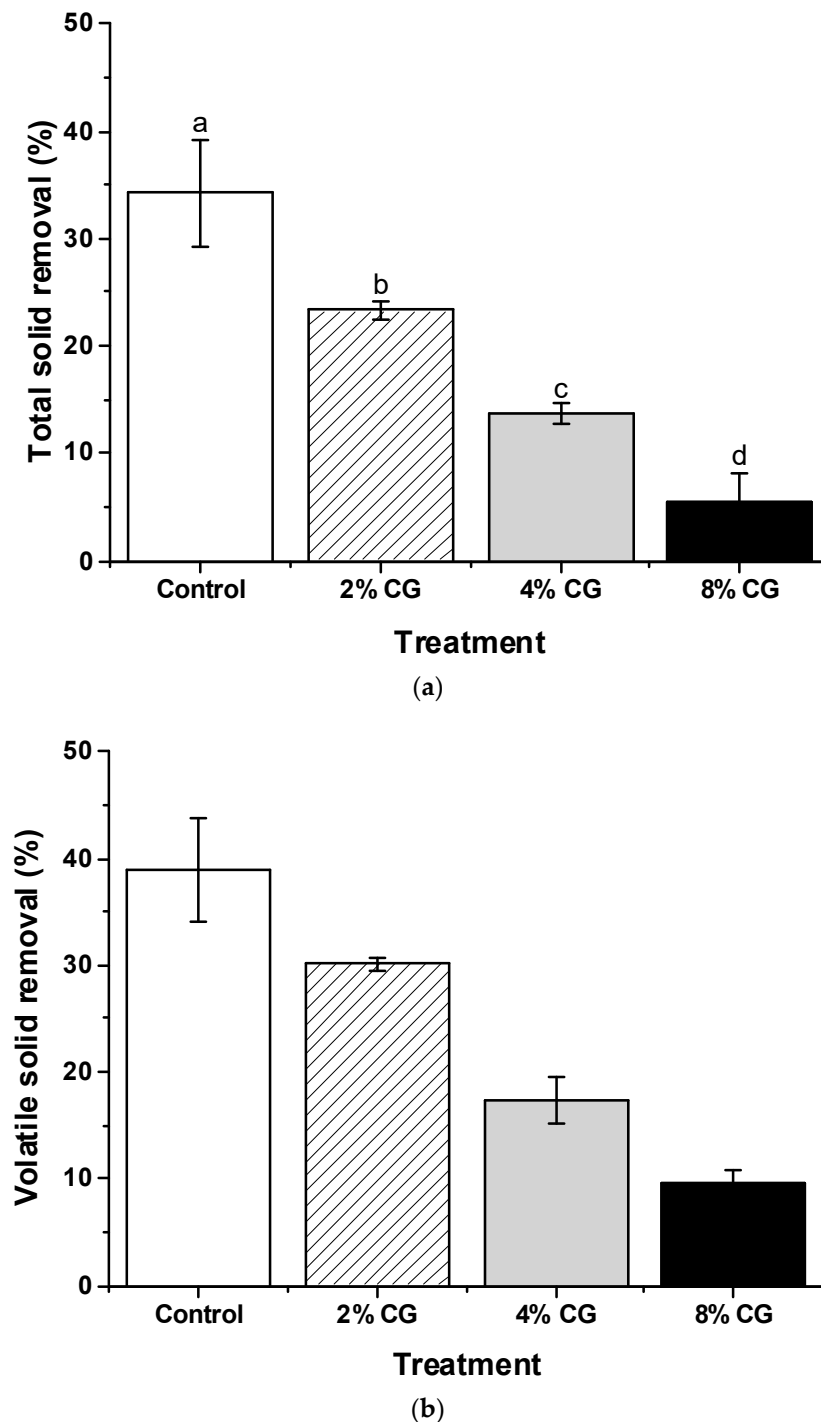 50
40
30
20
10
0
Total solid removal (%)
a
b
c
d
Control 2% CG 4% CG 8% CG
Treatment
(a)
50
40
30
20
10
0
Volatile solid removal (%)
Control 2% CG 4% CG 8% CG
Treatment
(b)